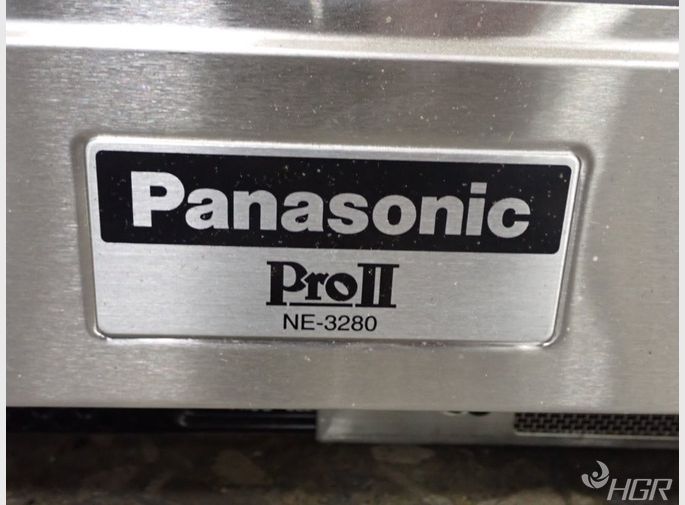 Panasonic
ProII
NE-3280
HGR